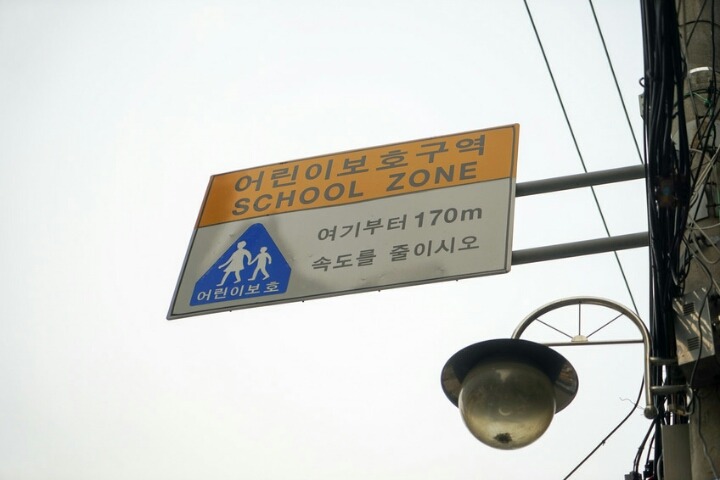 어린이보호구역
SCHOOL ZONE
여기부터 170m
속도를 줄이시오
어린이보호